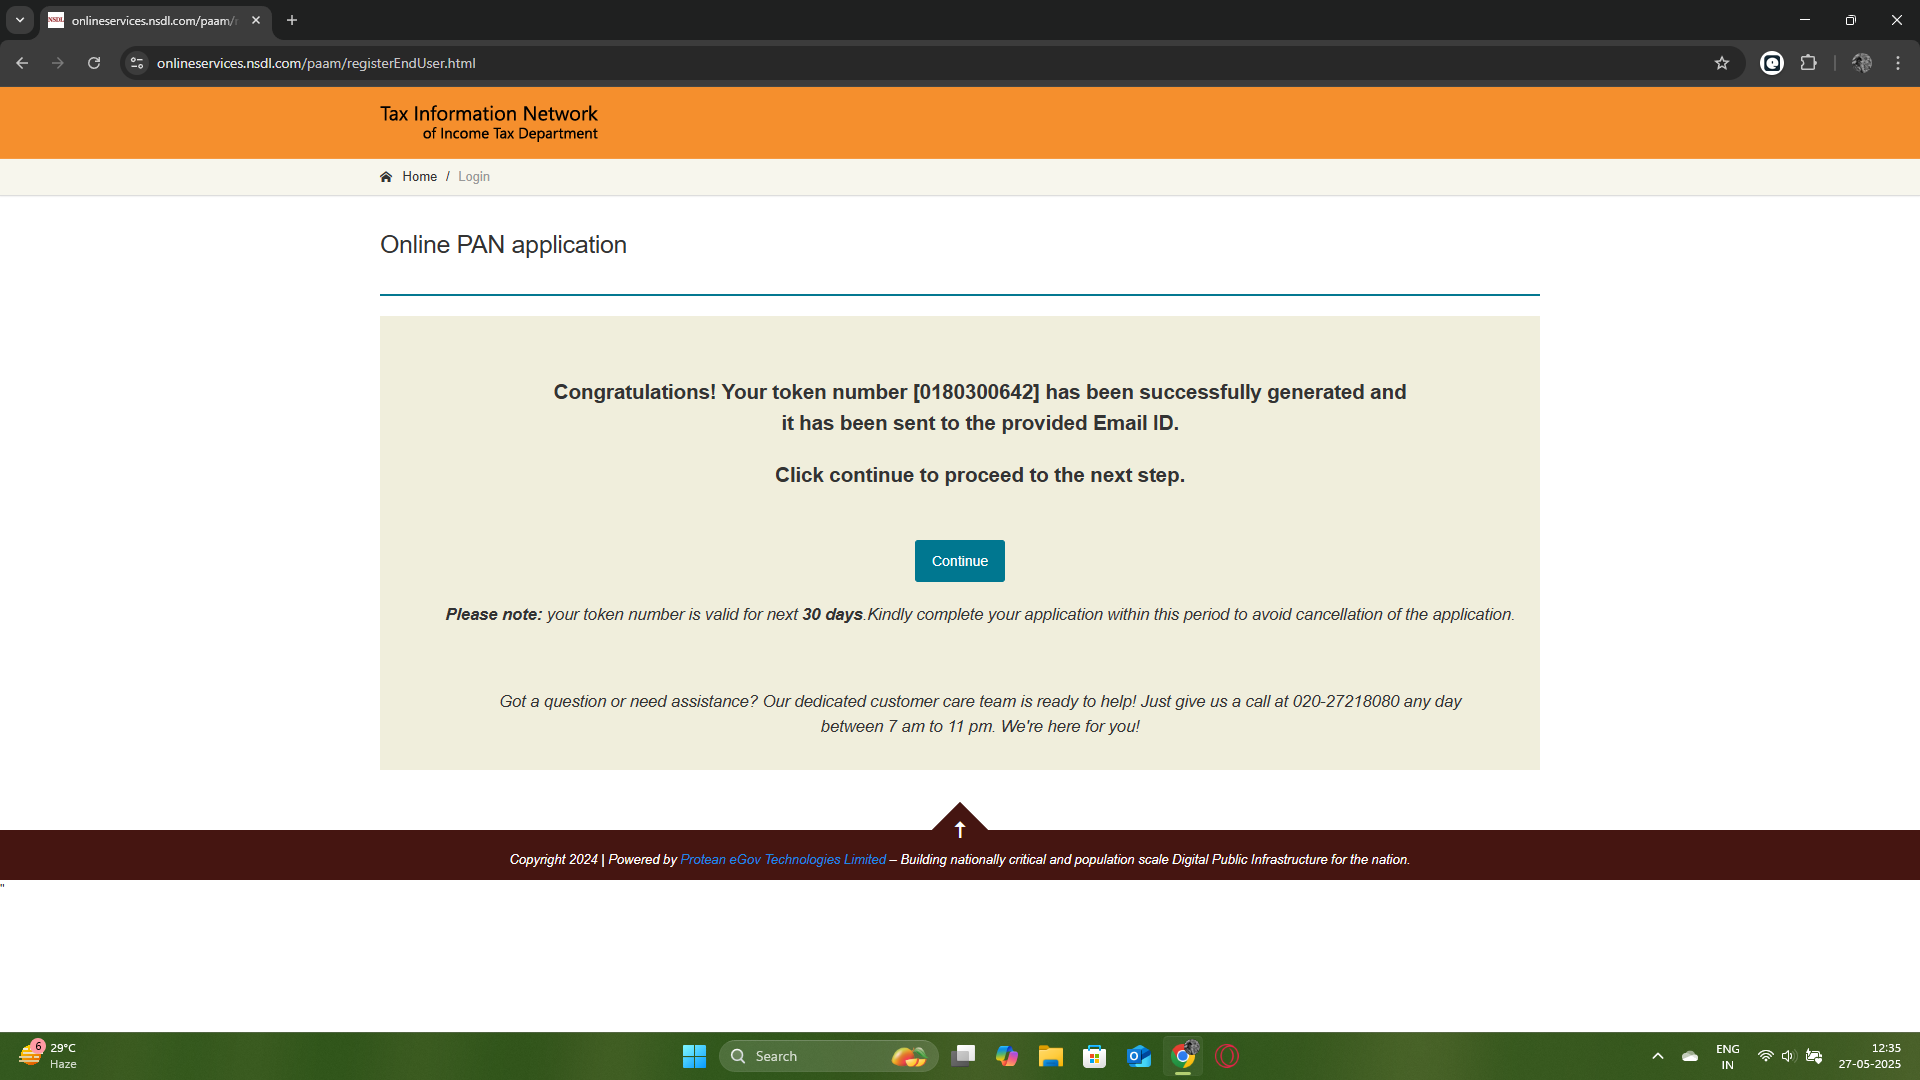 NSDL onlineservices.nsdl.com/paam/r
onlineservices.nsdl.com/paam/registerEndUser.html
Tax Information Network
of Income Tax Department
Home / Login
Online PAN application
Congratulations! Your token number [0180300642] has been successfully generated and
it has been sent to the provided Email ID.
Click continue to proceed to the next step.
Continue
Please note: your token number is valid for next 30 days.Kindly complete your application within this period to avoid cancellation of the application.
Got a question or need assistance? Our dedicated customer care team is ready to help! Just give us a call at 020-27218080 any day
between 7 am to 11 pm. We're here for you!
Copyright 2024 | Powered by Protean eGov Technologies Limited – Building nationally critical and population scale Digital Public Infrastructure for the nation.
"
6
29°C
Haze
Search
ENG
IN
12:35
27-05-2025